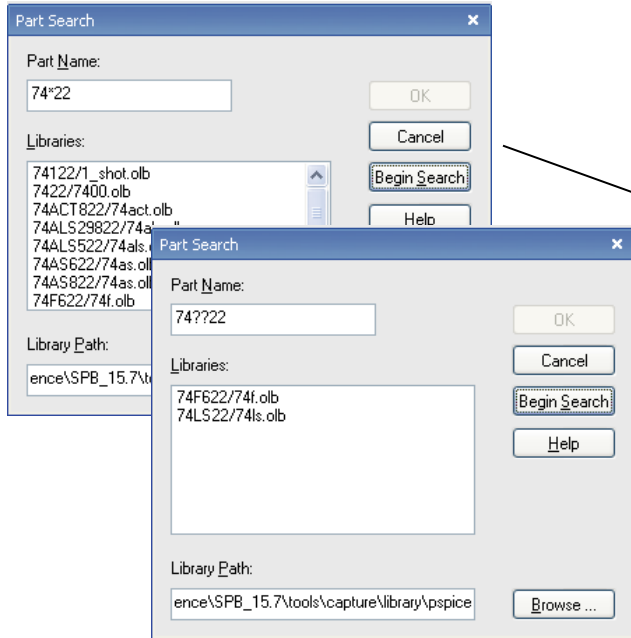 Part Search
Part Name:
74*22
OK
Libraries:
Cancel
74122/1_shot.olb
7422/7400.olb
74ACT822/74act.olb
74ALS29822/74a
74ALS522/74als.
74AS622/74as.ol
74AS822/74as.ol
74F622/74f.olb
Begin Search
Help
Library Path:
ence\SPB_15.7\t
Part Search
Part Name:
74??22
OK
Libraries:
Cancel
74F622/74f.olb
74LS22/74ls.olb
Begin Search
Help
Library Path:
ence\SPB_15.7\tools\capture\library\pspice
Browse ...